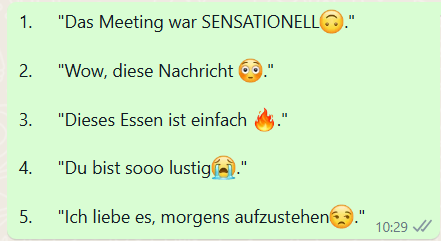 1. "Das Meeting war SENSATIONELL🙃."
2. "Wow, diese Nachricht 😳."
3. "Dieses Essen ist einfach 🔥."
4. "Du bist sooo lustig😭."
5. "Ich liebe es, morgens aufzustehen😒."
10:29